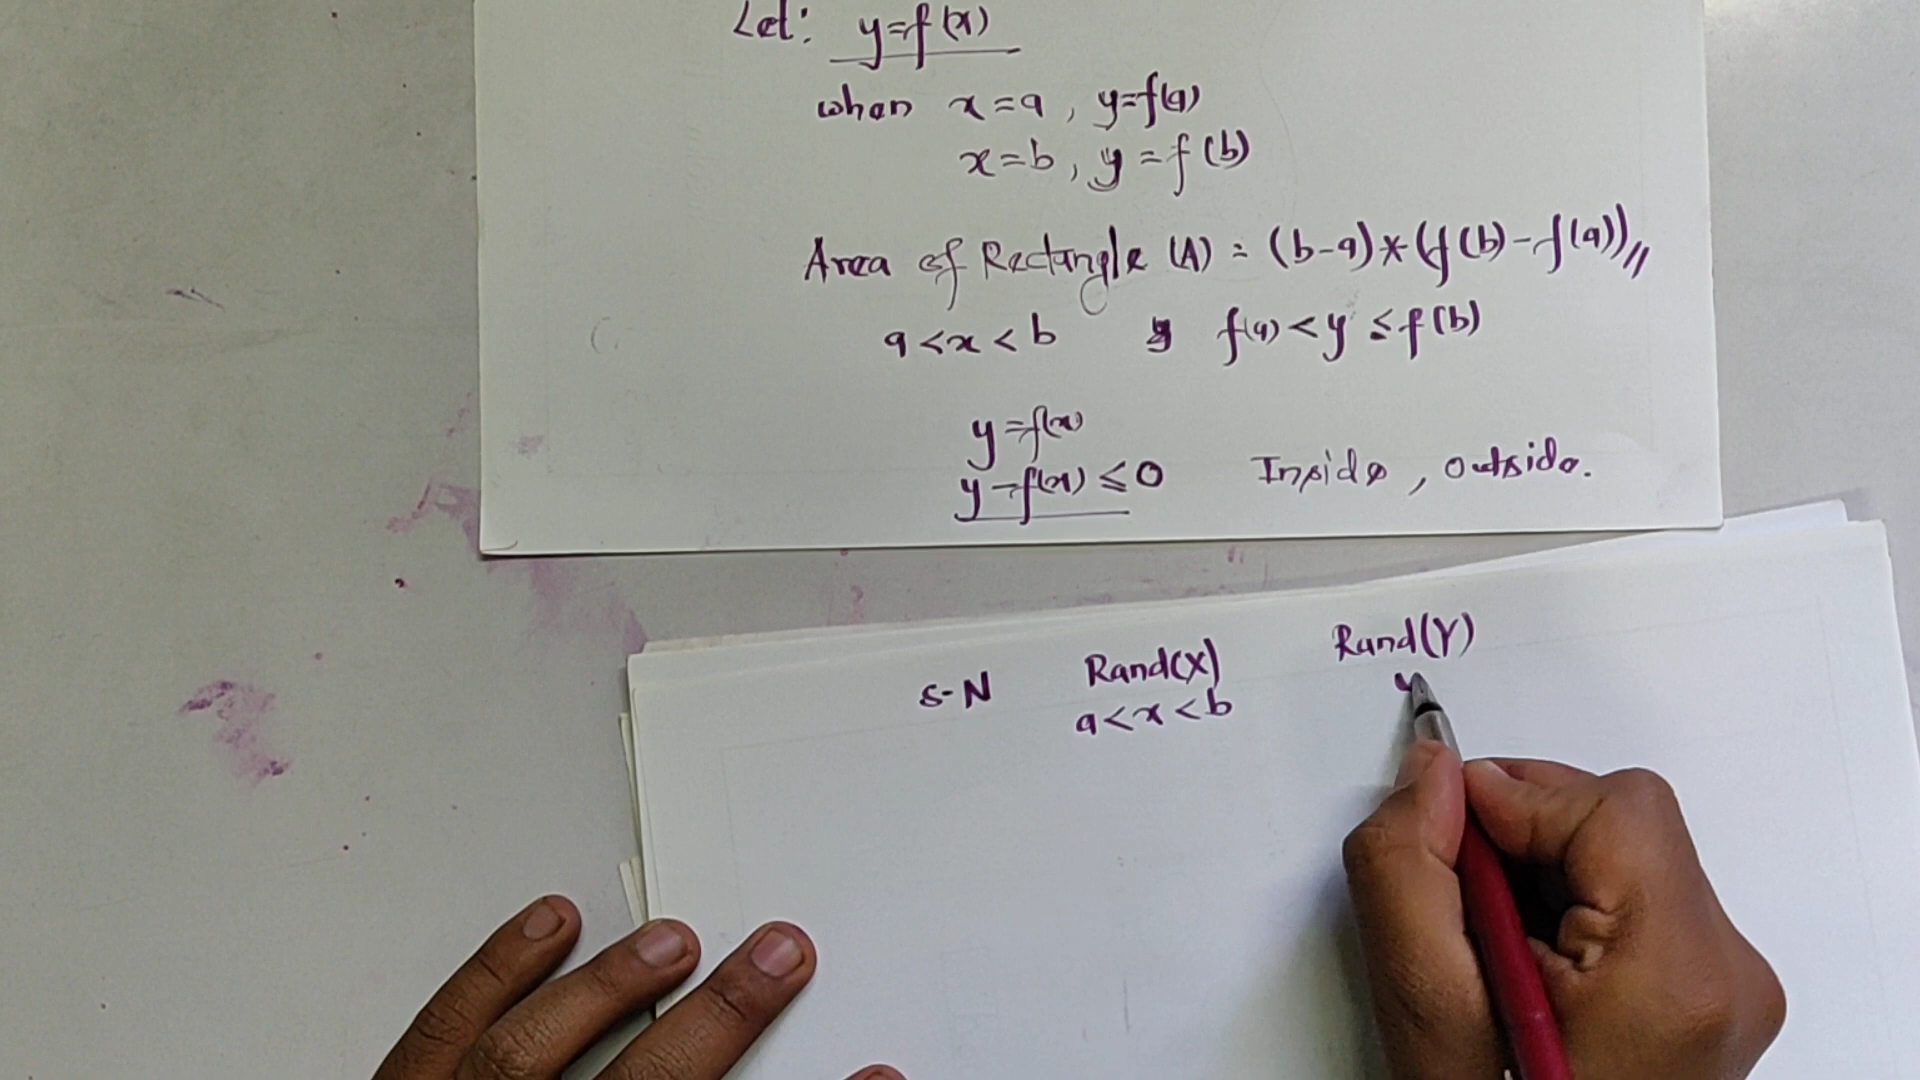 Let: y=f(x)
when x=a, y=f(a)
x=b, y=f(b)
Area of Rectangle (A) = (b-a)*(f(b)-f(a))//
a<x<b y f(a)<y≤f(b)
y=f(x)
y-f(x)≤0 Inside, outside.
S-N Rand(X) Rand(Y)
a<x<b